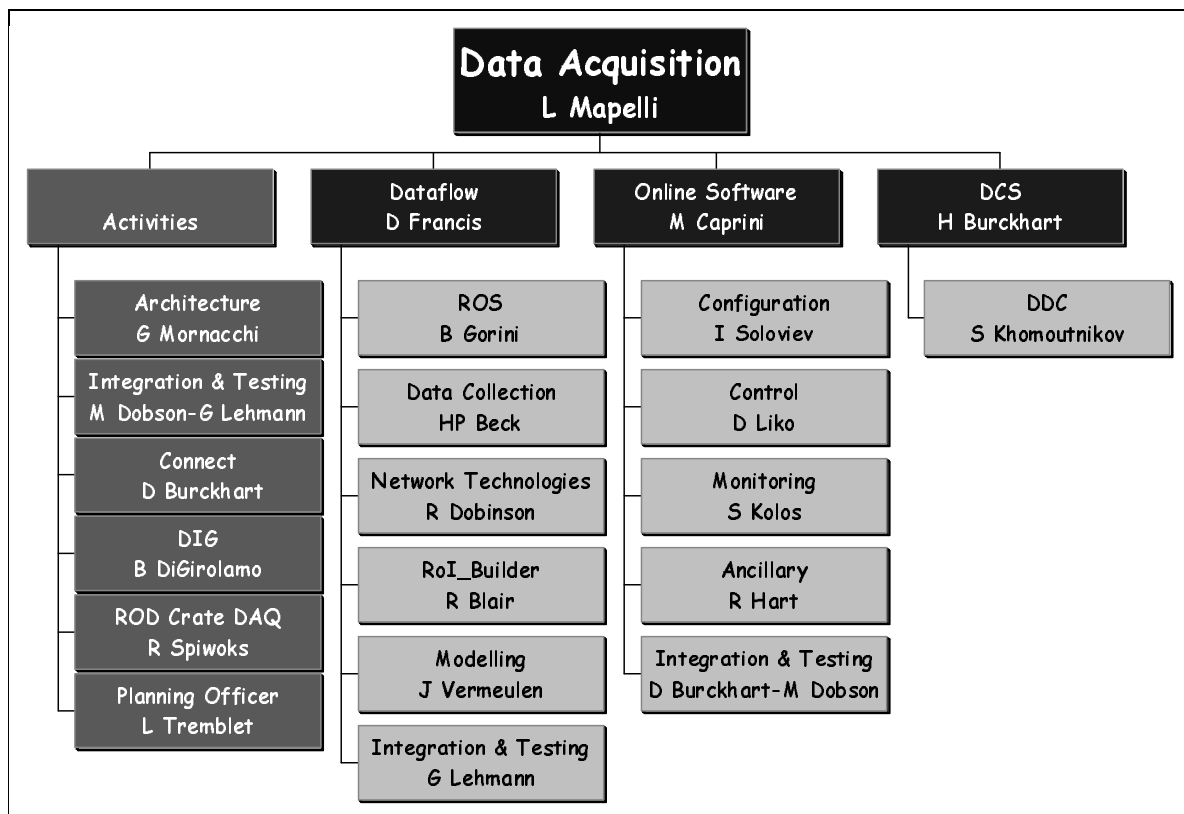 Data Acquisition
L Mapelli
Activities
Dataflow
D Francis
Online Software
M Caprini
DCS
H Burckhart
Architecture
G Mornacchi
Integration & Testing
M Dobson-G Lehmann
Connect
D Burckhart
DIG
B DiGirolamo
ROD Crate DAQ
R Spiwoks
Planning Officer
L Tremblet
ROS
B Gorini
Data Collection
HP Beck
Network Technologies
R Dobinson
RoI_Builder
R Blair
Modelling
J Vermeulen
Integration & Testing
G Lehmann
Configuration
I Soloviev
Control
D Liko
Monitoring
S Kolos
Ancillary
R Hart
Integration & Testing
D Burckhart-M Dobson
DDC
S Khomoutnikov